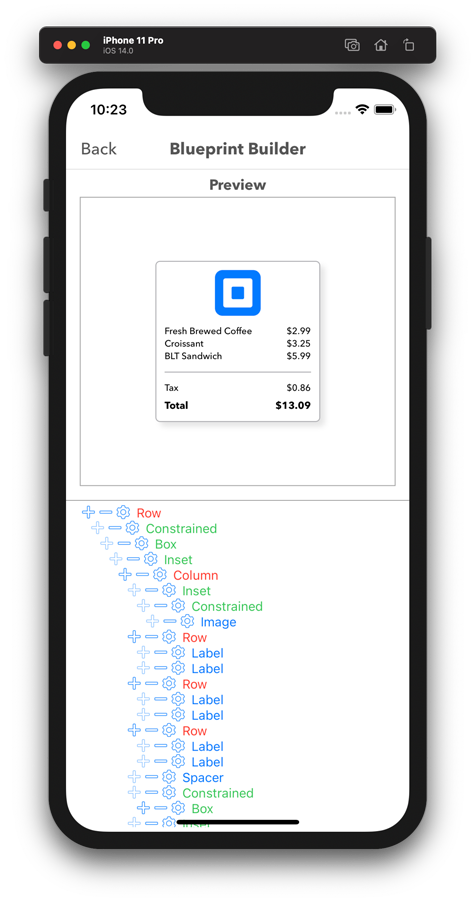 iPhone 11 Pro
iOS 14.0
10:23
Back Blueprint Builder
Preview
Fresh Brewed Coffee $2.99
Croissant $3.25
BLT Sandwich $5.99
Tax $0.86
Total $13.09
Row
Constrained
Box
Inset
Column
Inset
Constrained
Image
Row
Label
Label
Row
Label
Label
Row
Label
Label
Spacer
Constrained
Box
Inset